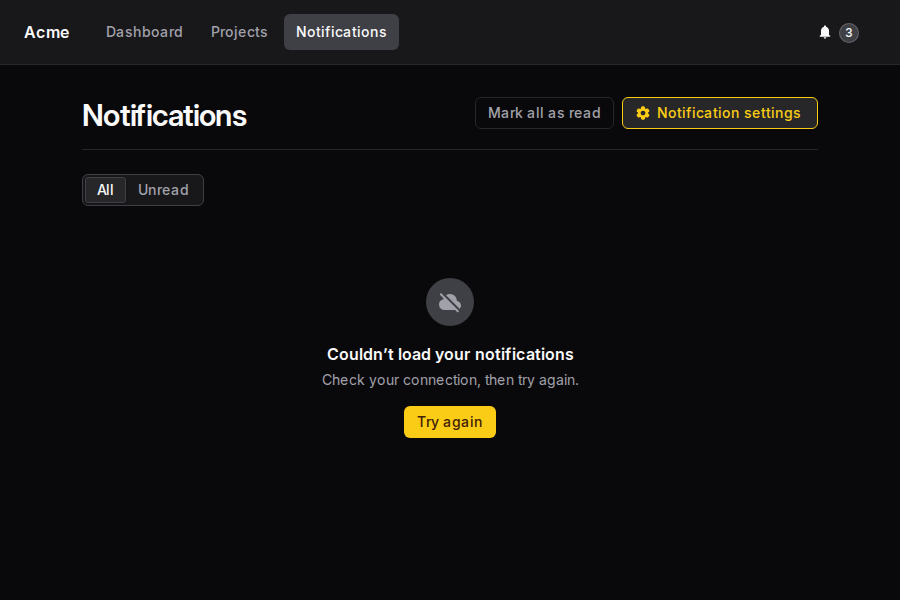 Acme
Dashboard
Projects
Notifications
3
Notifications
Mark all as read
Notification settings
All
Unread
Couldn’t load your notifications
Check your connection, then try again.
Try again